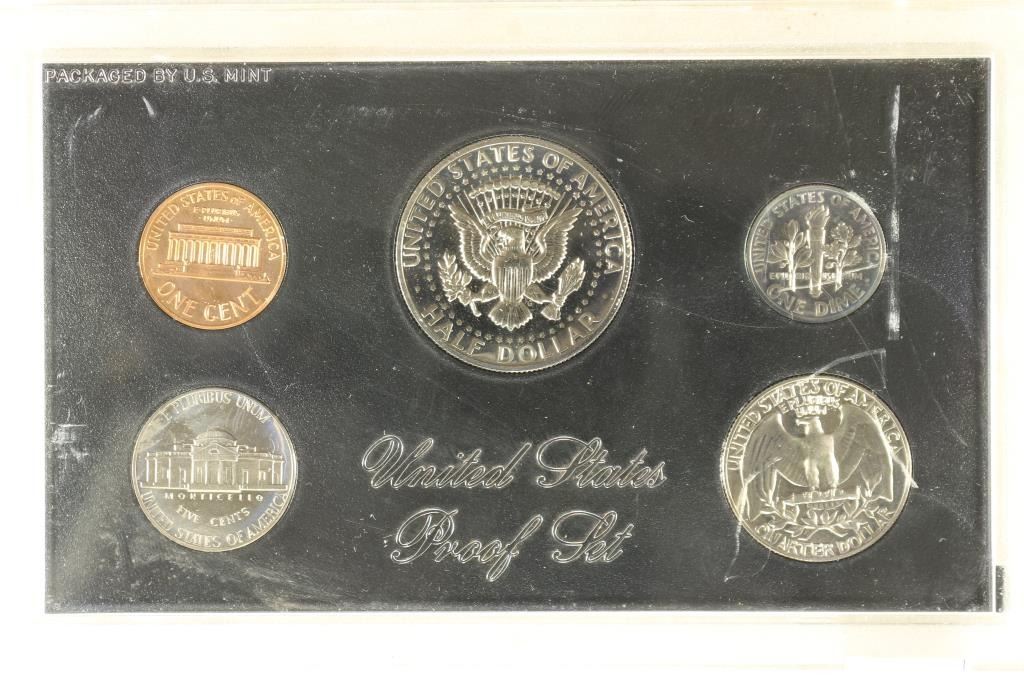 PACKAGED BY U.S. MINT
UNITED STATES OF AMERICA
E·PLURIBUS
·UNUM·
ONE CENT
UNITED STATES OF AMERICA
HALF DOLLAR
UNITED STATES OF AMERICA
ONE DIME
E PLURIBUS UNUM
MONTICELLO
FIVE CENTS
UNITED STATES OF AMERICA
UNITED STATES OF AMERICA
E PLURIBUS
UNUM
QUARTER DOLLAR
United States
Proof Set